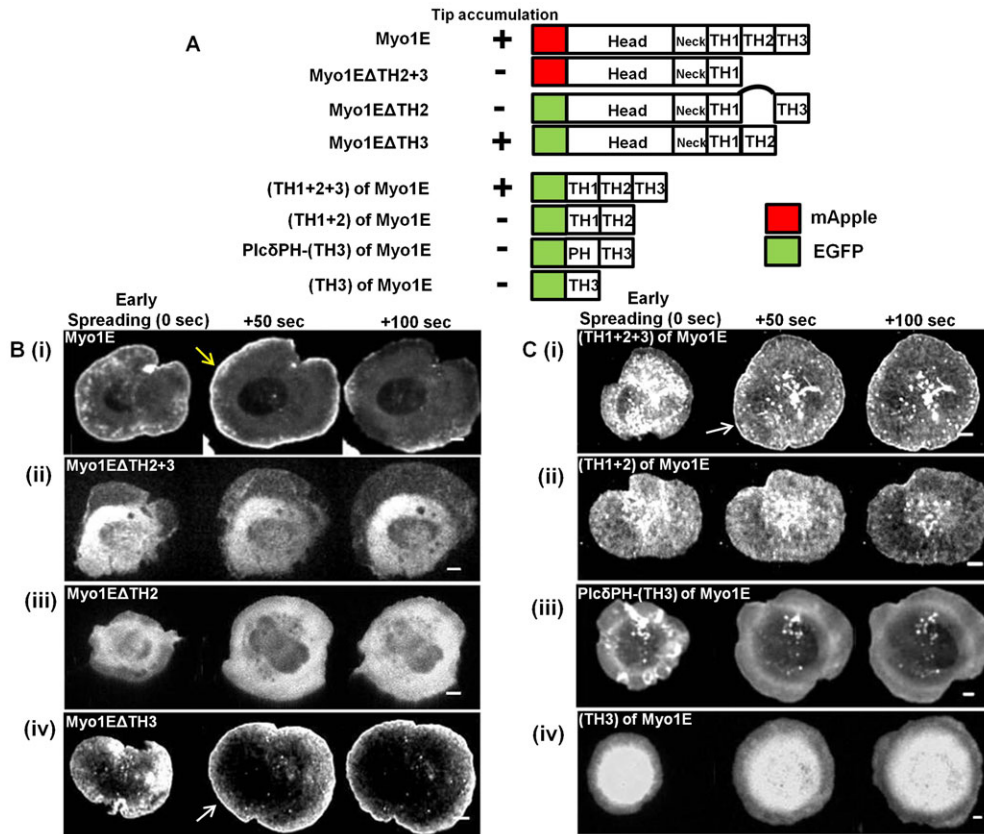 Tip accumulation
A
Myo1E + Head Neck TH1 TH2 TH3
Myo1EΔTH2+3 - Head Neck TH1
Myo1EΔTH2 - Head Neck TH1 TH3
Myo1EΔTH3 + Head Neck TH1 TH2
(TH1+2+3) of Myo1E + TH1 TH2 TH3
(TH1+2) of Myo1E - TH1 TH2
PlcδPH-(TH3) of Myo1E - PH TH3
(TH3) of Myo1E - TH3
mApple
EGFP
Early
Spreading (0 sec) +50 sec +100 sec
B (i) Myo1E
(ii) Myo1EΔTH2+3
(iii) Myo1EΔTH2
(iv) Myo1EΔTH3
Early
Spreading (0 sec) +50 sec +100 sec
C (i) (TH1+2+3) of Myo1E
(ii) (TH1+2) of Myo1E
(iii) PlcδPH-(TH3) of Myo1E
(iv) (TH3) of Myo1E